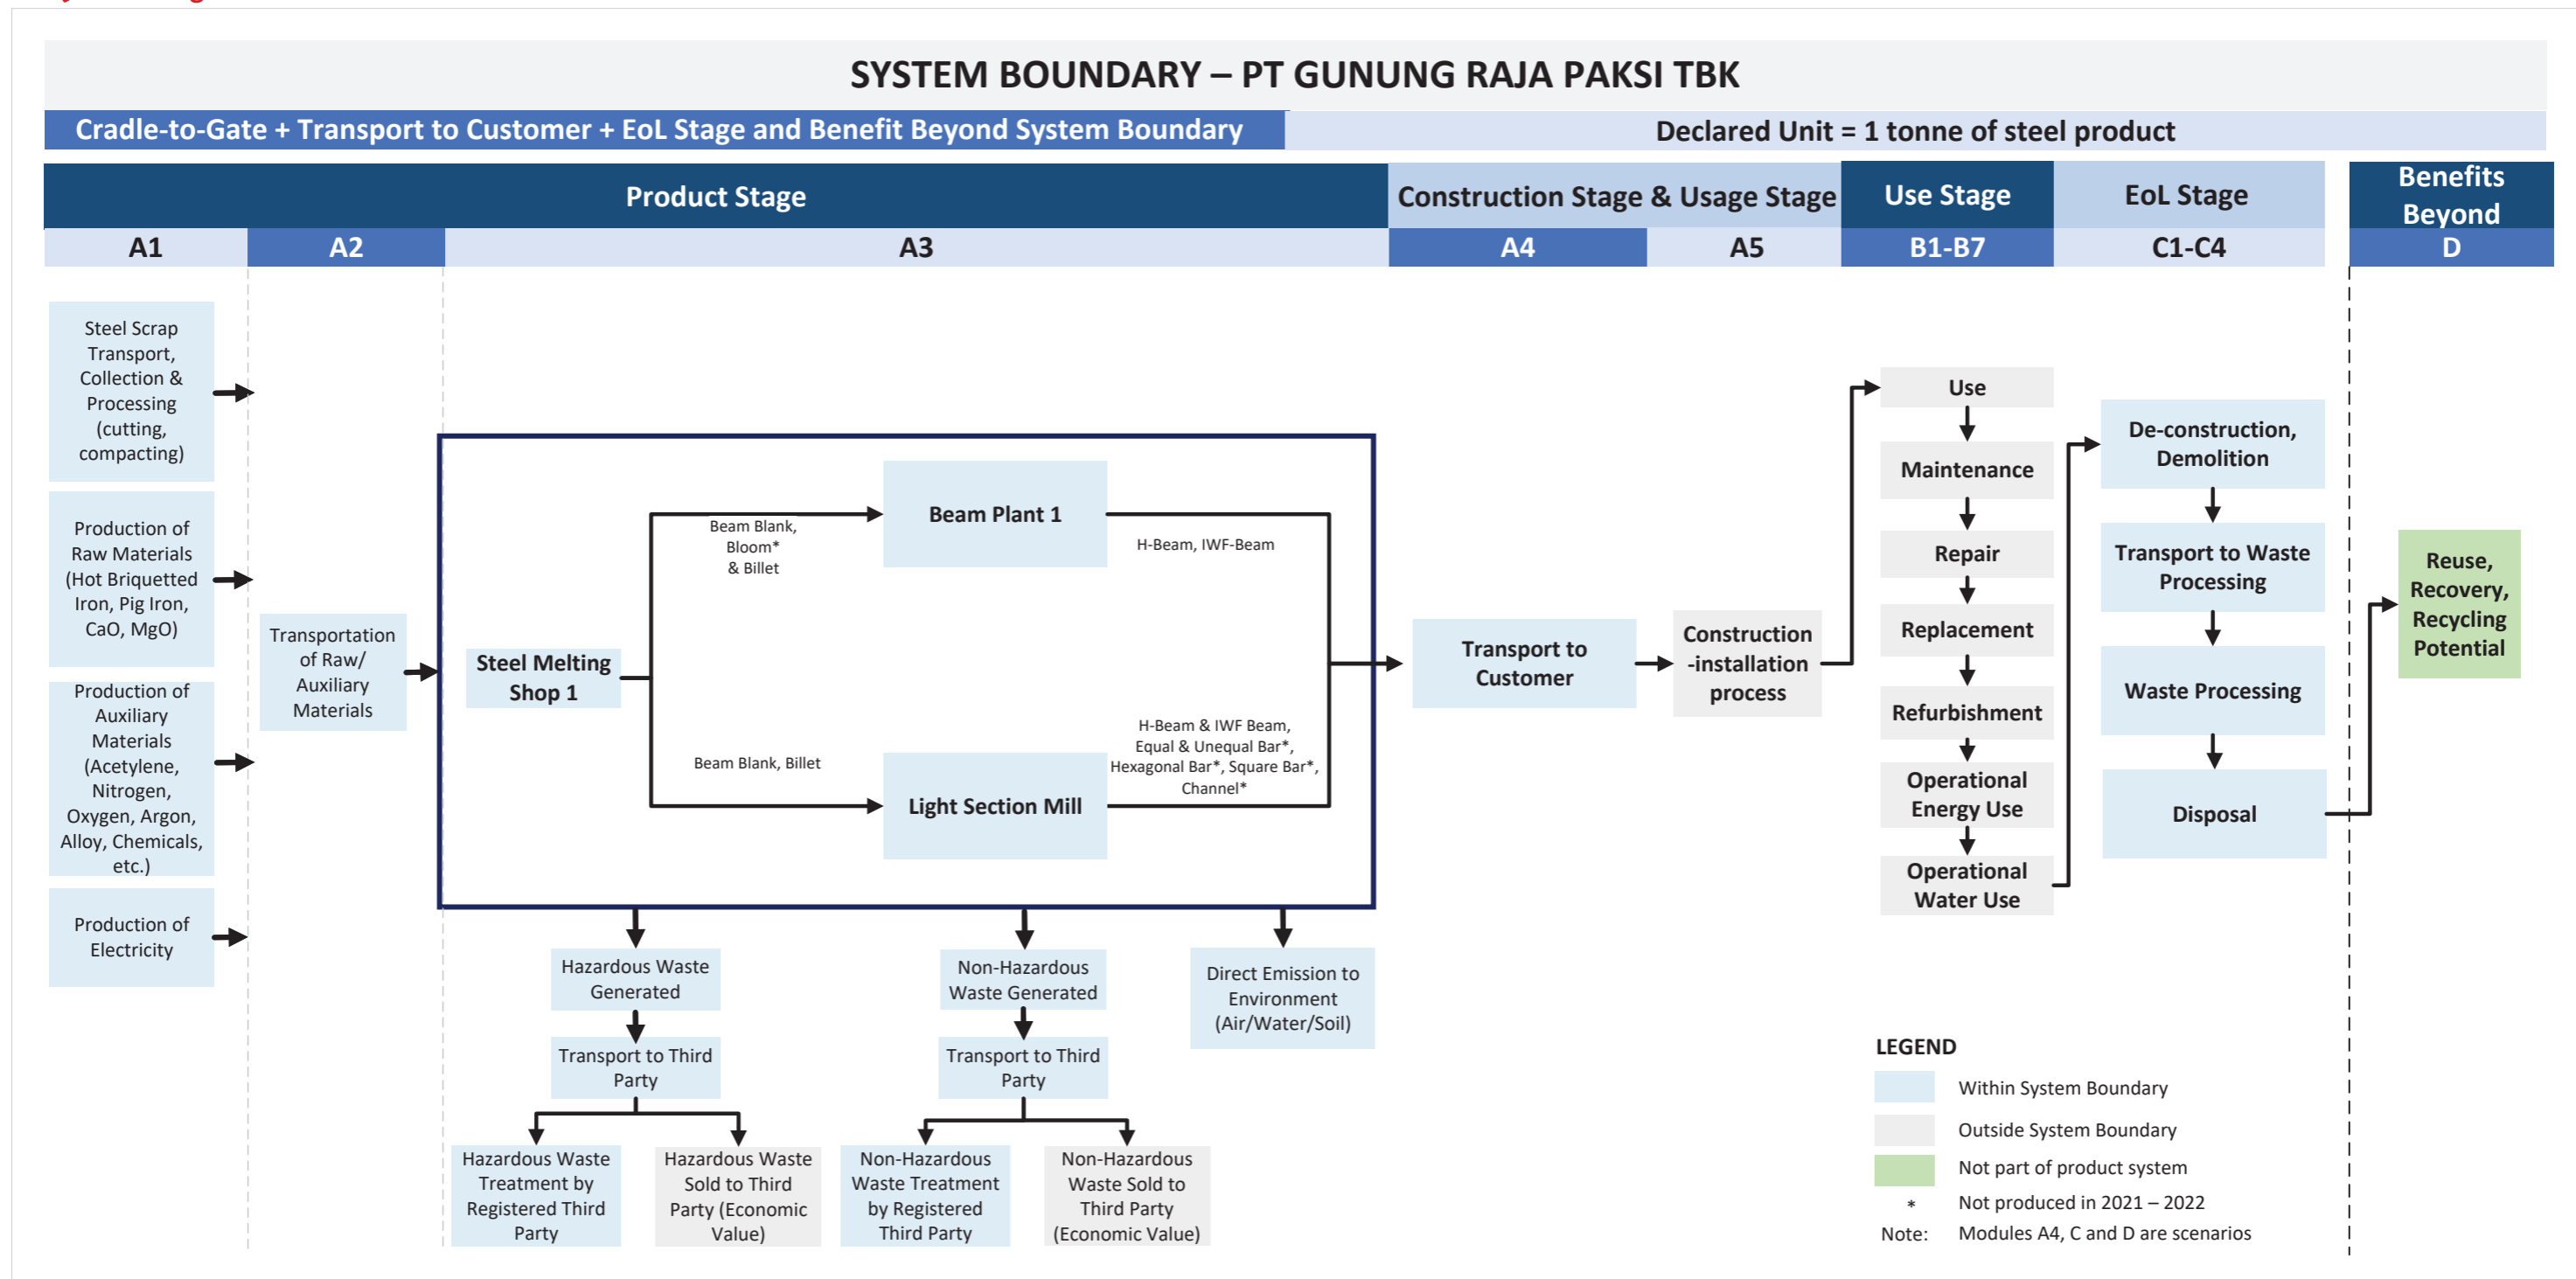 SYSTEM BOUNDARY – PT GUNUNG RAJA PAKSI TBK
Cradle-to-Gate + Transport to Customer + EoL Stage and Benefit Beyond System Boundary
Declared Unit = 1 tonne of steel product
Product Stage
Construction Stage & Usage Stage
Use Stage
EoL Stage
Benefits
Beyond
A1
A2
A3
A4
A5
B1-B7
C1-C4
D
Steel Scrap
Transport,
Collection &
Processing
(cutting,
compacting)
Production of
Raw Materials
(Hot Briquetted
Iron, Pig Iron,
CaO, MgO)
Production of
Auxiliary
Materials
(Acetylene,
Nitrogen,
Oxygen, Argon,
Alloy, Chemicals,
etc.)
Production of
Electricity
Transportation
of Raw/
Auxiliary
Materials
Steel Melting
Shop 1
Beam Blank,
Bloom*
& Billet
Beam Blank, Billet
Beam Plant 1
Light Section Mill
H-Beam, IWF-Beam
H-Beam & IWF Beam,
Equal & Unequal Bar*,
Hexagonal Bar*, Square Bar*,
Channel*
Hazardous Waste
Generated
Transport to Third
Party
Hazardous Waste
Treatment by
Registered Third
Party
Hazardous Waste
Sold to Third
Party (Economic
Value)
Non-Hazardous
Waste Generated
Transport to Third
Party
Non-Hazardous
Waste Treatment
by Registered
Third Party
Non-Hazardous
Waste Sold to
Third Party
(Economic Value)
Direct Emission to
Environment
(Air/Water/Soil)
Transport to
Customer
Construction
-installation
process
Use
Maintenance
Repair
Replacement
Refurbishment
Operational
Energy Use
Operational
Water Use
De-construction,
Demolition
Transport to Waste
Processing
Waste Processing
Disposal
Reuse,
Recovery,
Recycling
Potential
LEGEND
Within System Boundary
Outside System Boundary
Not part of product system
* Not produced in 2021 – 2022
Note: Modules A4, C and D are scenarios